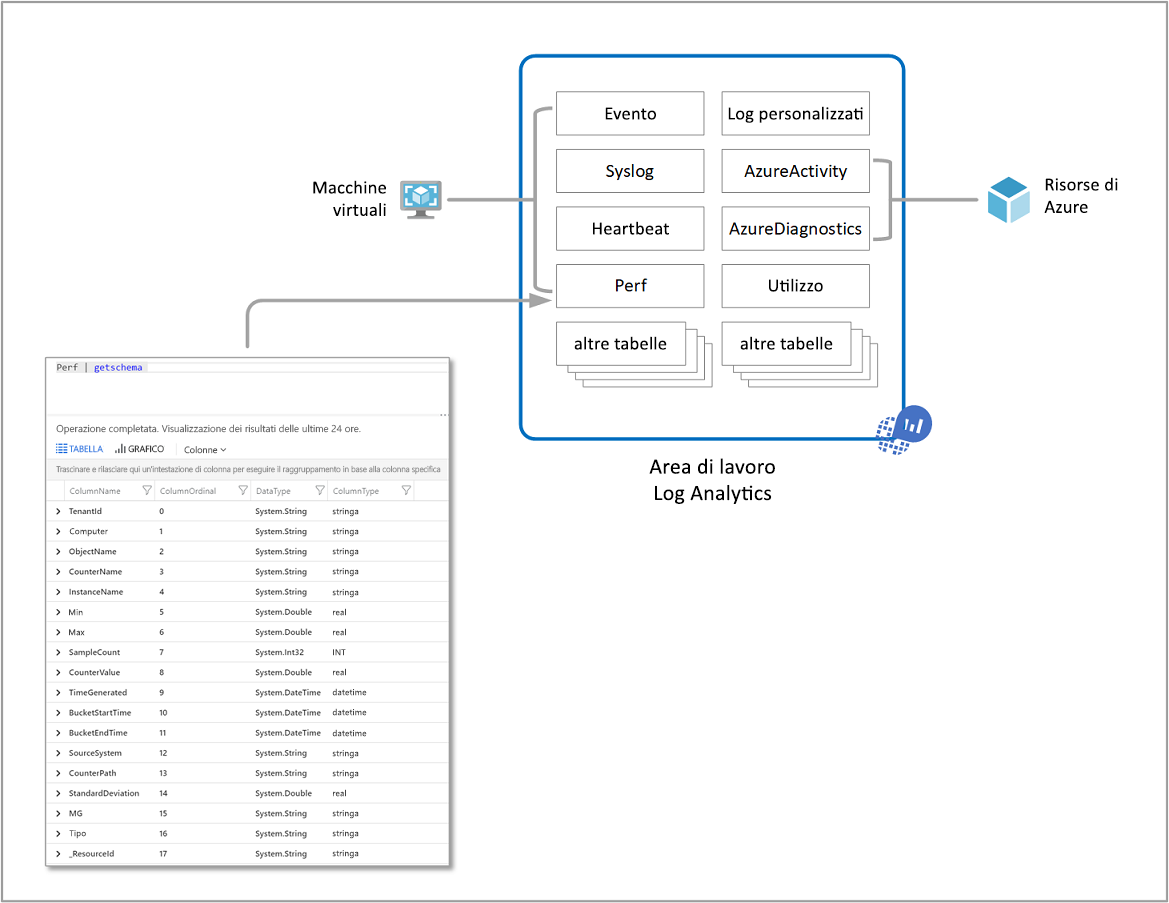 Evento
Log personalizzati
Syslog
AzureActivity
Heartbeat
AzureDiagnostics
Perf
Utilizzo
altre tabelle
altre tabelle
Macchine
virtuali
Risorse di
Azure
Area di lavoro
Log Analytics
Perf | getschema
Operazione completata. Visualizzazione dei risultati delle ultime 24 ore.
TABELLA GRAFICO Colonne
Trascinare e rilasciare qui un'intestazione di colonna per eseguire il raggruppamento in base alla colonna specifica
ColumnName ColumnOrdinal DataType ColumnType
TenantId 0 System.String stringa
Computer 1 System.String stringa
ObjectName 2 System.String stringa
CounterName 3 System.String stringa
InstanceName 4 System.String stringa
Min 5 System.Double real
Max 6 System.Double real
SampleCount 7 System.Int32 INT
CounterValue 8 System.Double real
TimeGenerated 9 System.DateTime datetime
BucketStartTime 10 System.DateTime datetime
BucketEndTime 11 System.DateTime datetime
SourceSystem 12 System.String stringa
CounterPath 13 System.String stringa
StandardDeviation 14 System.Double real
MG 15 System.String stringa
Tipo 16 System.String stringa
_ResourceId 17 System.String stringa